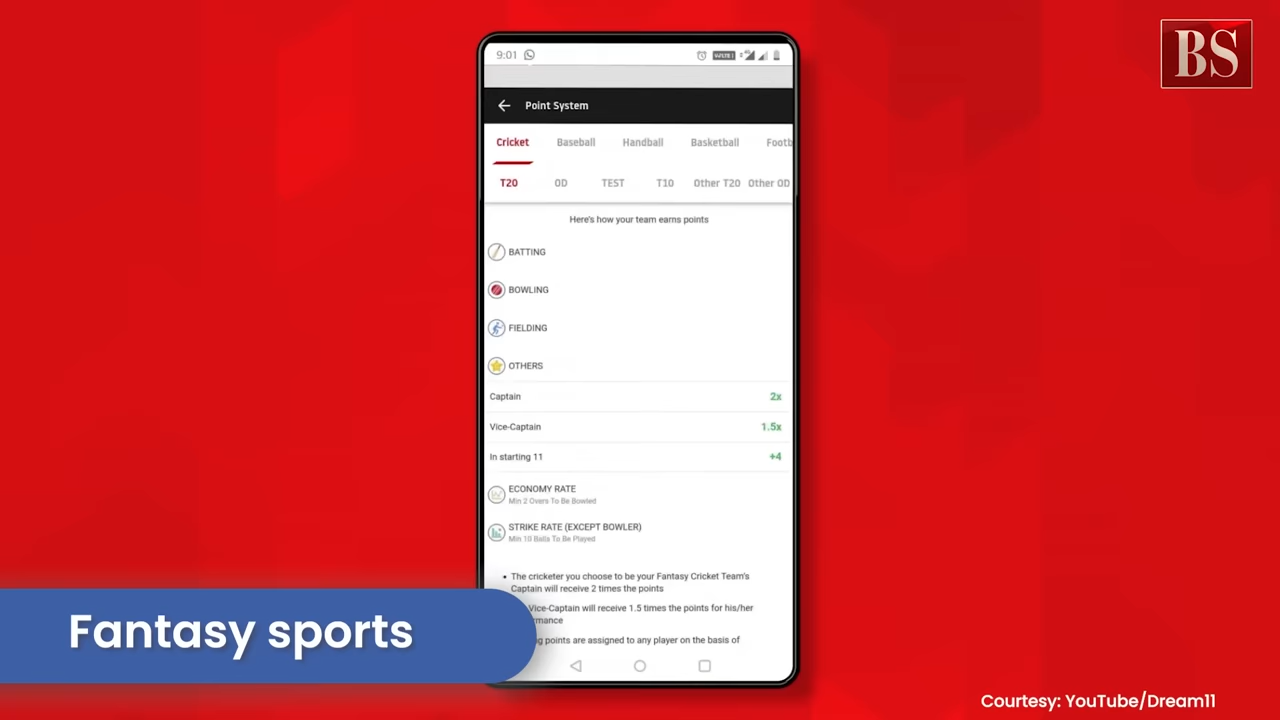 BS
9:01
Point System
Cricket Baseball Handball Basketball Footb
T20 OD TEST T10 Other T20 Other OD
Here's how your team earns points
BATTING
BOWLING
FIELDING
OTHERS
Captain 2x
Vice-Captain 1.5x
In starting 11 +4
ECONOMY RATE
Min 2 Overs To Be Bowled
STRIKE RATE (EXCEPT BOWLER)
Min 10 Balls To Be Played
• The cricketer you choose to be your Fantasy Cricket Team's
Captain will receive 2 times the points
Vice-Captain will receive 1.5 times the points for his/her
mance
g points are assigned to any player on the basis of
Fantasy sports
Courtesy: YouTube/Dream11